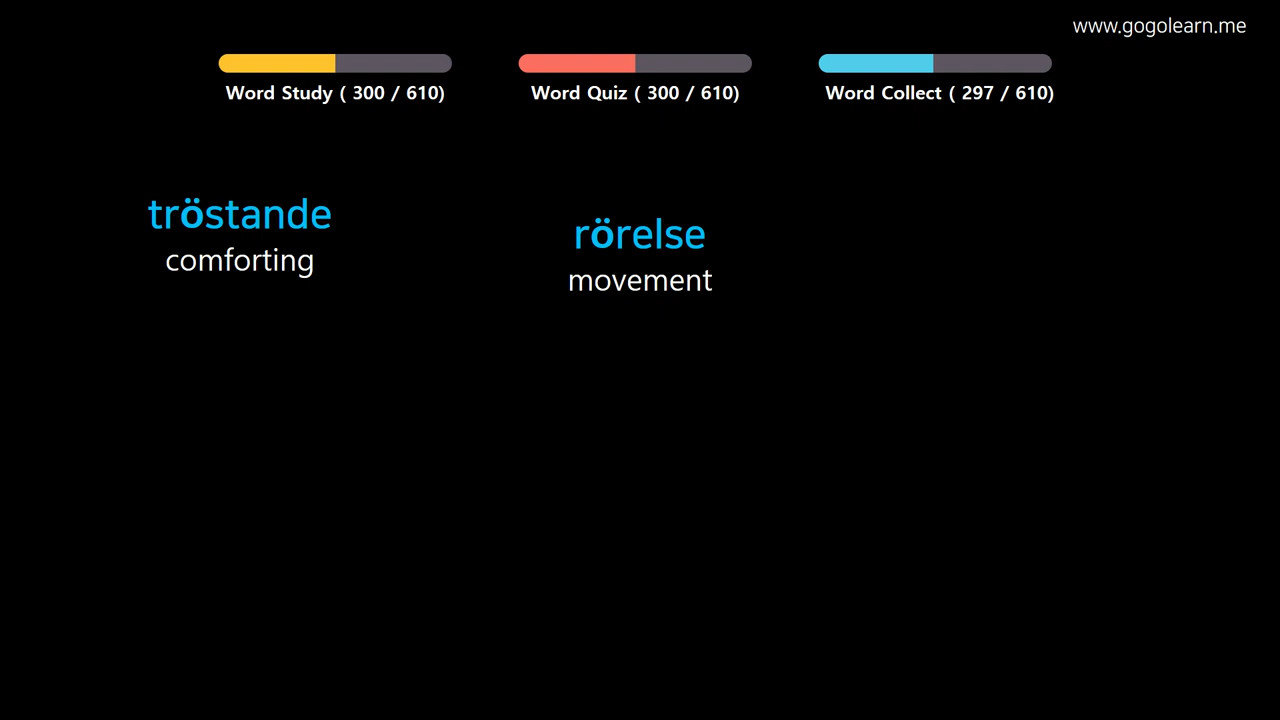 www.gogolearn.me
Word Study ( 300 / 610)
Word Quiz ( 300 / 610)
Word Collect ( 297 / 610)
tröstande
comforting
rörelse
movement